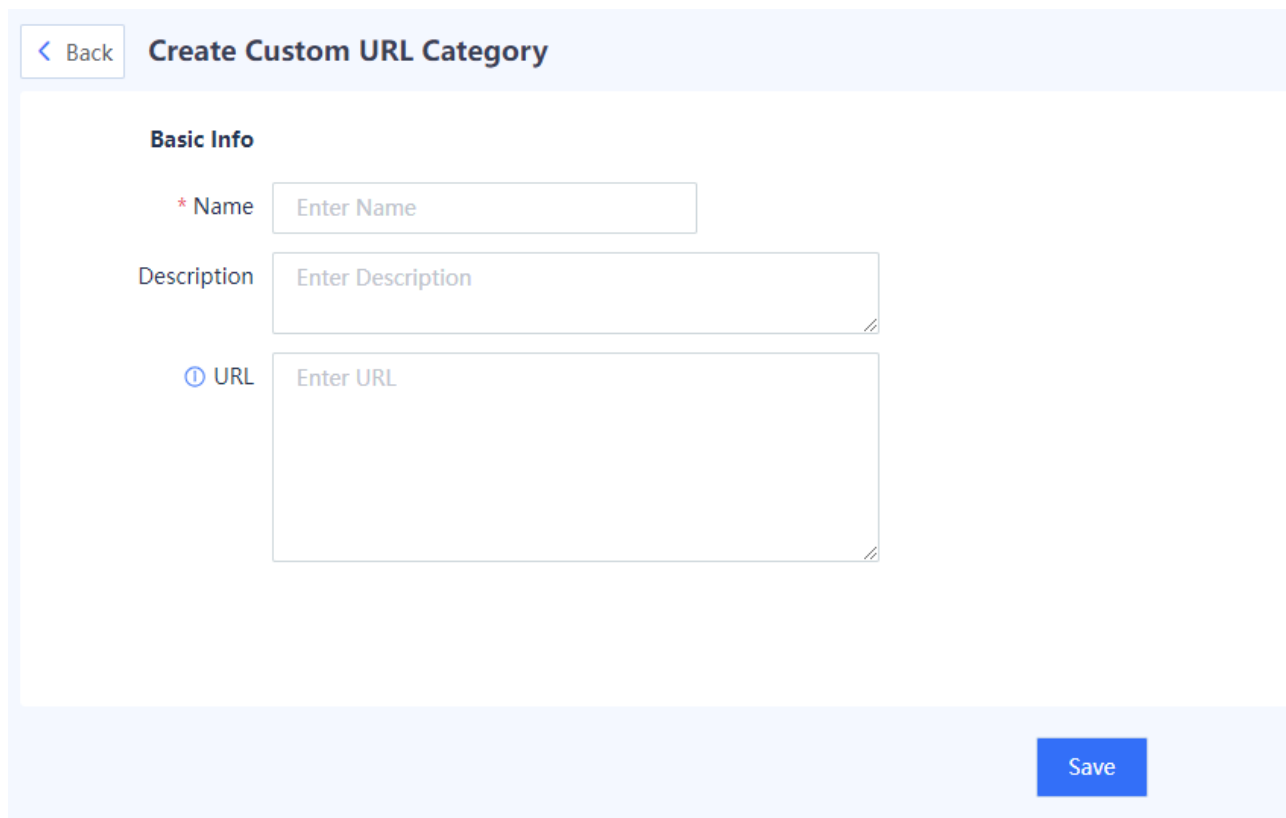 Back Create Custom URL Category
Basic Info
* Name Enter Name
Description Enter Description
URL Enter URL
Save